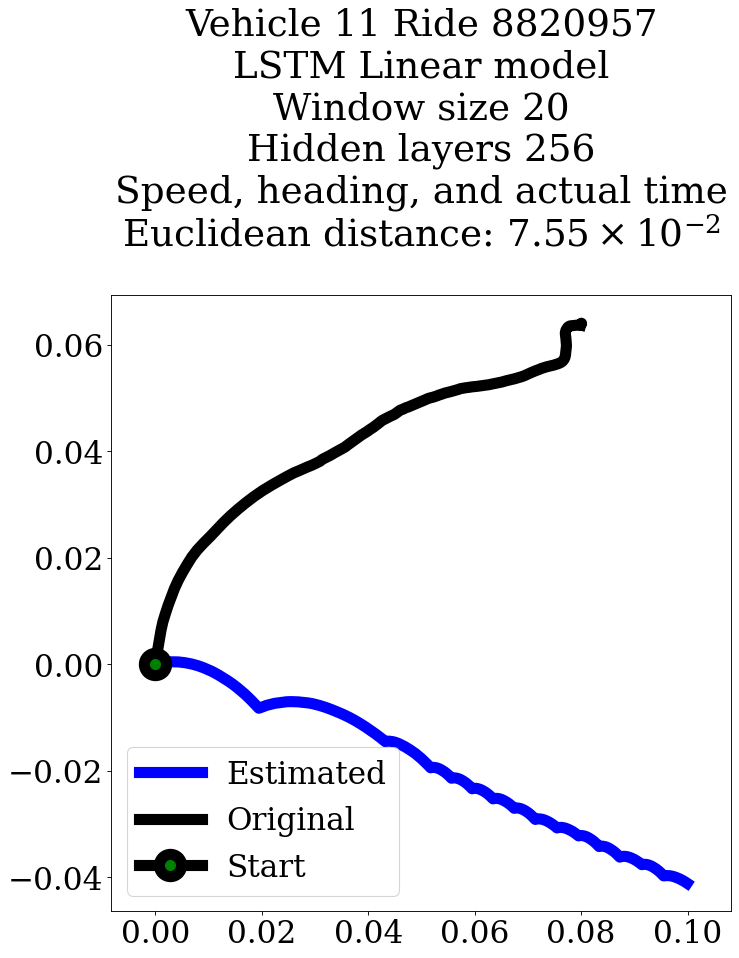 Vehicle 11 Ride 8820957
LSTM Linear model
Window size 20
Hidden layers 256
Speed, heading, and actual time
Euclidean distance: 7.55 × 10⁻²
0.06
0.04
0.02
0.00
−0.02
−0.04
Estimated
Original
Start
0.00 0.02 0.04 0.06 0.08 0.10